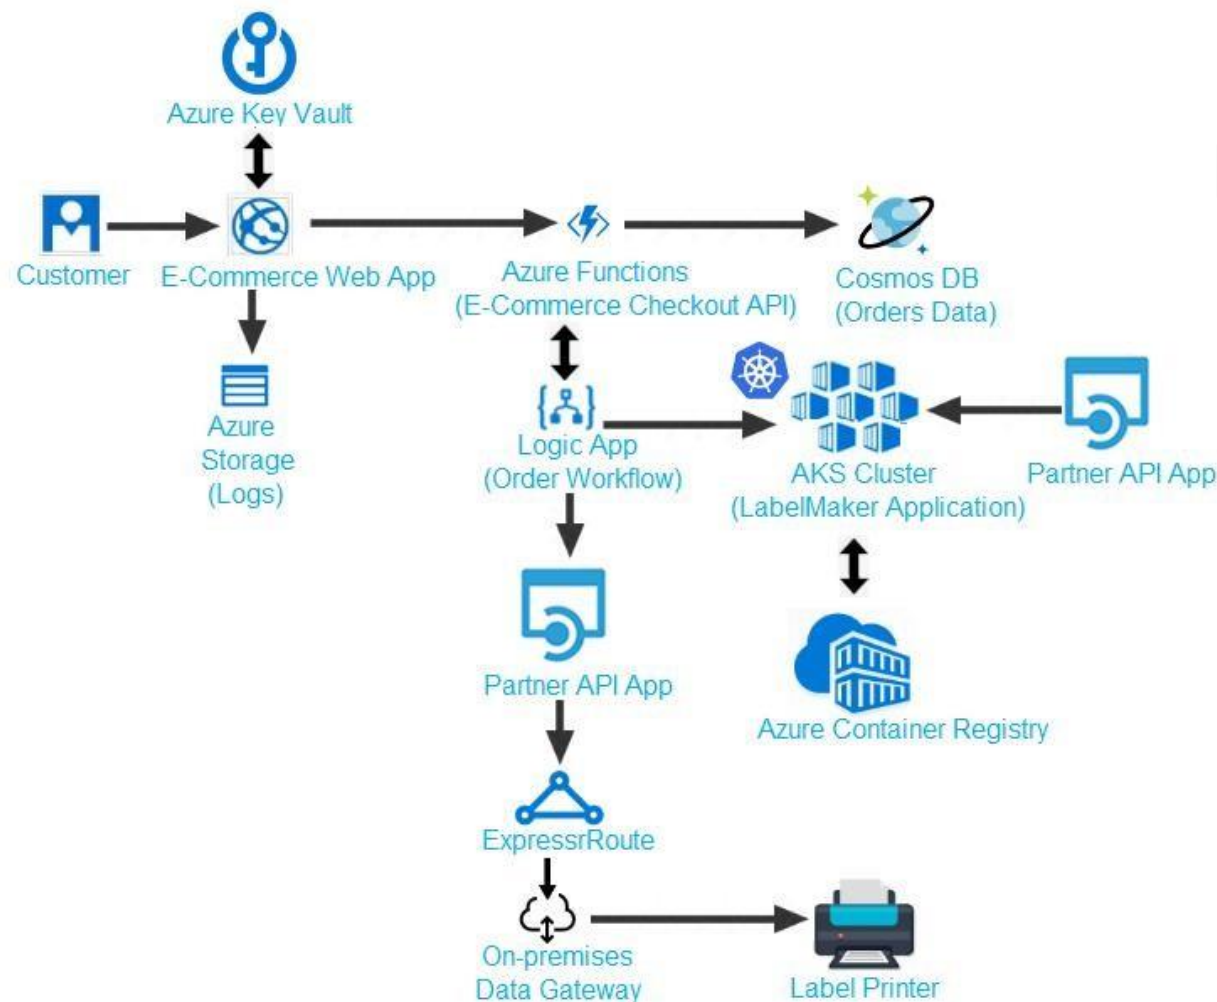 Azure Key Vault
Customer
E-Commerce Web App
Azure Functions
(E-Commerce Checkout API)
Cosmos DB
(Orders Data)
Azure
Storage
(Logs)
Logic App
(Order Workflow)
AKS Cluster
(LabelMaker Application)
Partner API App
Partner API App
Azure Container Registry
ExpressrRoute
On-premises
Data Gateway
Label Printer